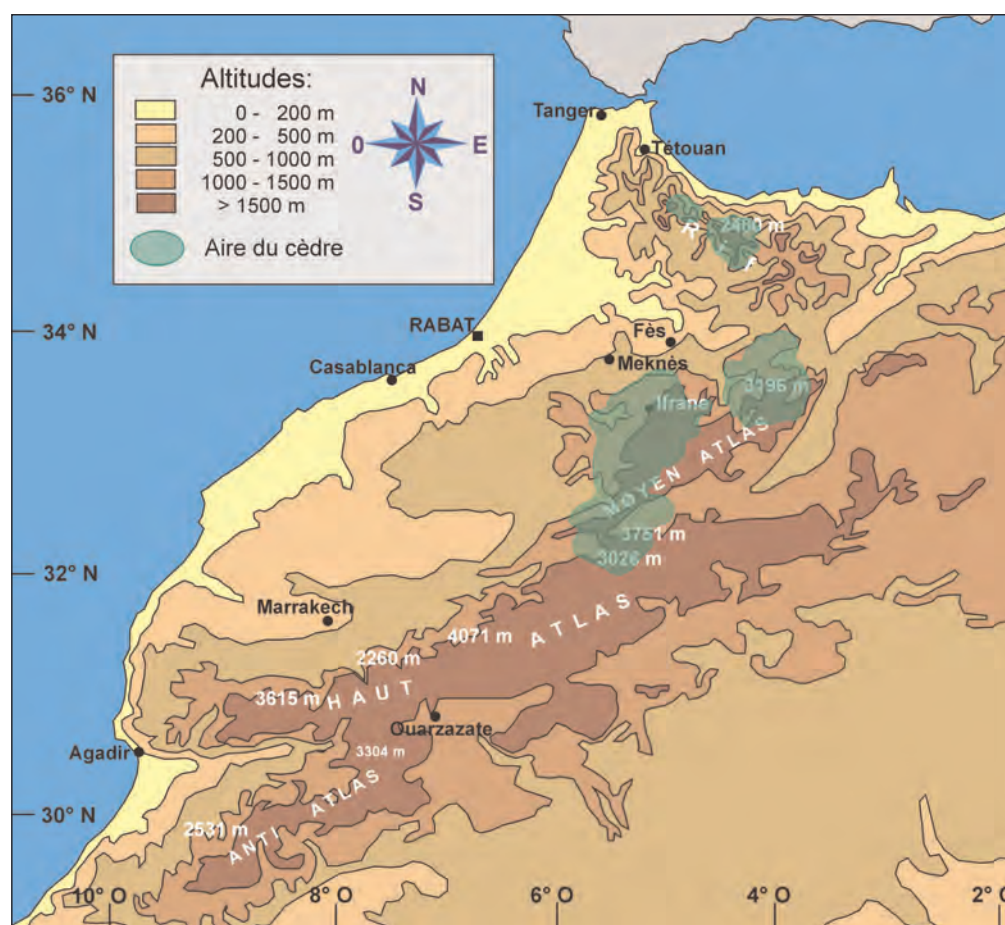 Altitudes:
0 - 200 m
200 - 500 m
500 - 1000 m
1000 - 1500 m
> 1500 m
Aire du cèdre
N
O
E
S
36° N
34° N
32° N
30° N
10° O
8° O
6° O
4° O
2° O
Tanger
Tétouan
R I F
RABAT
Fès
Casablanca
Meknès
Ifrane
MOYEN ATLAS
3751 m
3026 m
Marrakech
4071 m
2260 m
3615 m
HAUT ATLAS
Ouarzazate
Agadir
3304 m
2531 m
ANTI ATLAS